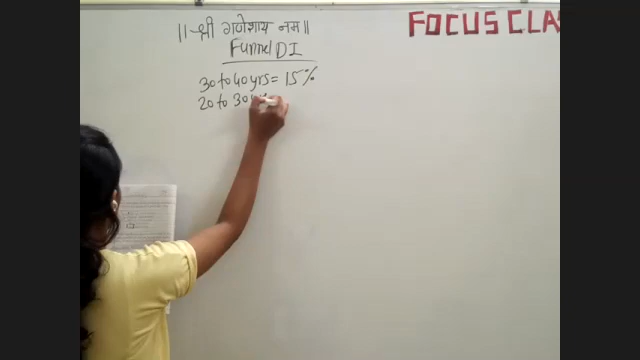 ॥ श्री गणेशाय नम॥
FOCUS CLA
Funnel DI
30 to 40 yrs = 15%
20 to 30